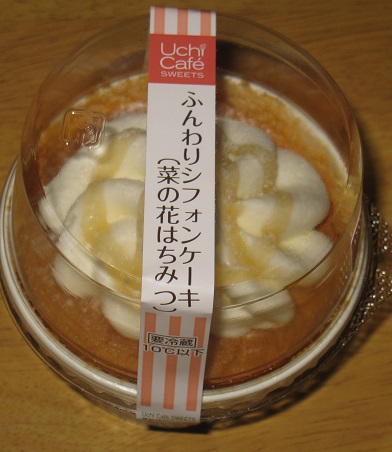 Uchi
Café
SWEETS
ふんわりシフォンケーキ
〔菜の花はちみつ〕
要冷蔵
10℃以下
Uchi Café SWEETS